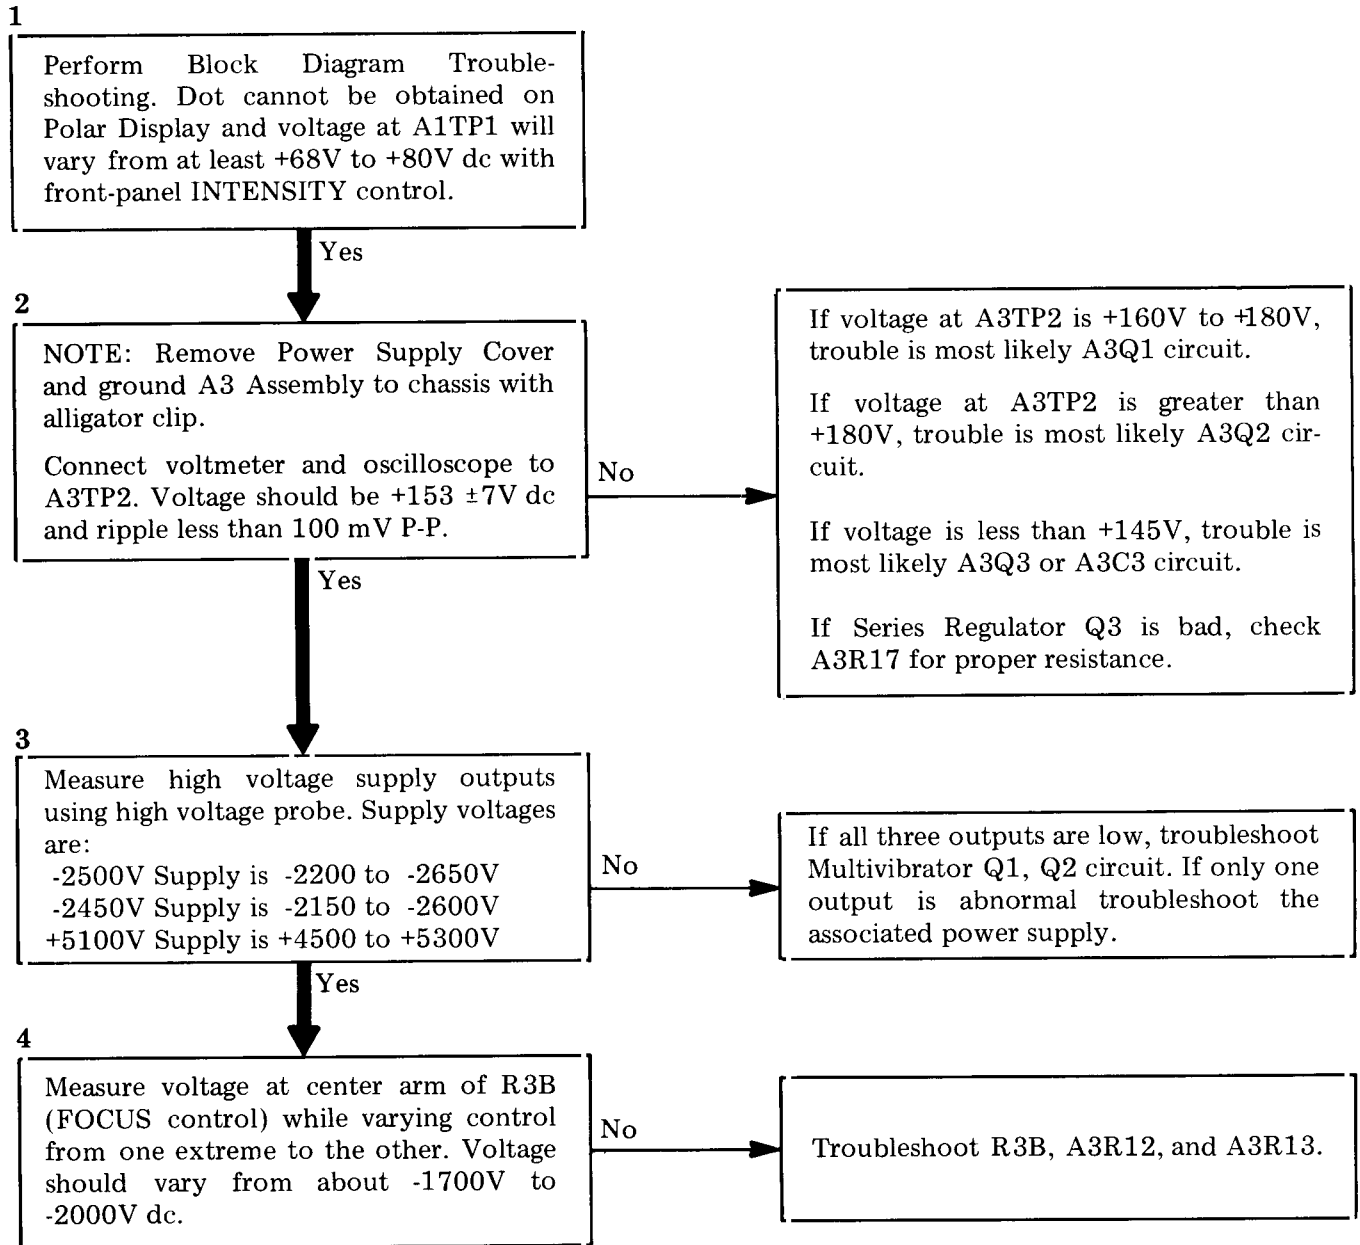 1
Perform Block Diagram Trouble-
shooting. Dot cannot be obtained on
Polar Display and voltage at A1TP1 will
vary from at least +68V to +80V dc with
front-panel INTENSITY control.
Yes
2
NOTE: Remove Power Supply Cover
and ground A3 Assembly to chassis with
alligator clip.
Connect voltmeter and oscilloscope to
A3TP2. Voltage should be +153 ±7V dc
and ripple less than 100 mV P-P.
No
If voltage at A3TP2 is +160V to +180V,
trouble is most likely A3Q1 circuit.
If voltage at A3TP2 is greater than
+180V, trouble is most likely A3Q2 cir-
cuit.
If voltage is less than +145V, trouble is
most likely A3Q3 or A3C3 circuit.
If Series Regulator Q3 is bad, check
A3R17 for proper resistance.
Yes
3
Measure high voltage supply outputs
using high voltage probe. Supply voltages
are:
-2500V Supply is -2200 to -2650V
-2450V Supply is -2150 to -2600V
+5100V Supply is +4500 to +5300V
No
If all three outputs are low, troubleshoot
Multivibrator Q1, Q2 circuit. If only one
output is abnormal troubleshoot the
associated power supply.
Yes
4
Measure voltage at center arm of R3B
(FOCUS control) while varying control
from one extreme to the other. Voltage
should vary from about -1700V to
-2000V dc.
No
Troubleshoot R3B, A3R12, and A3R13.